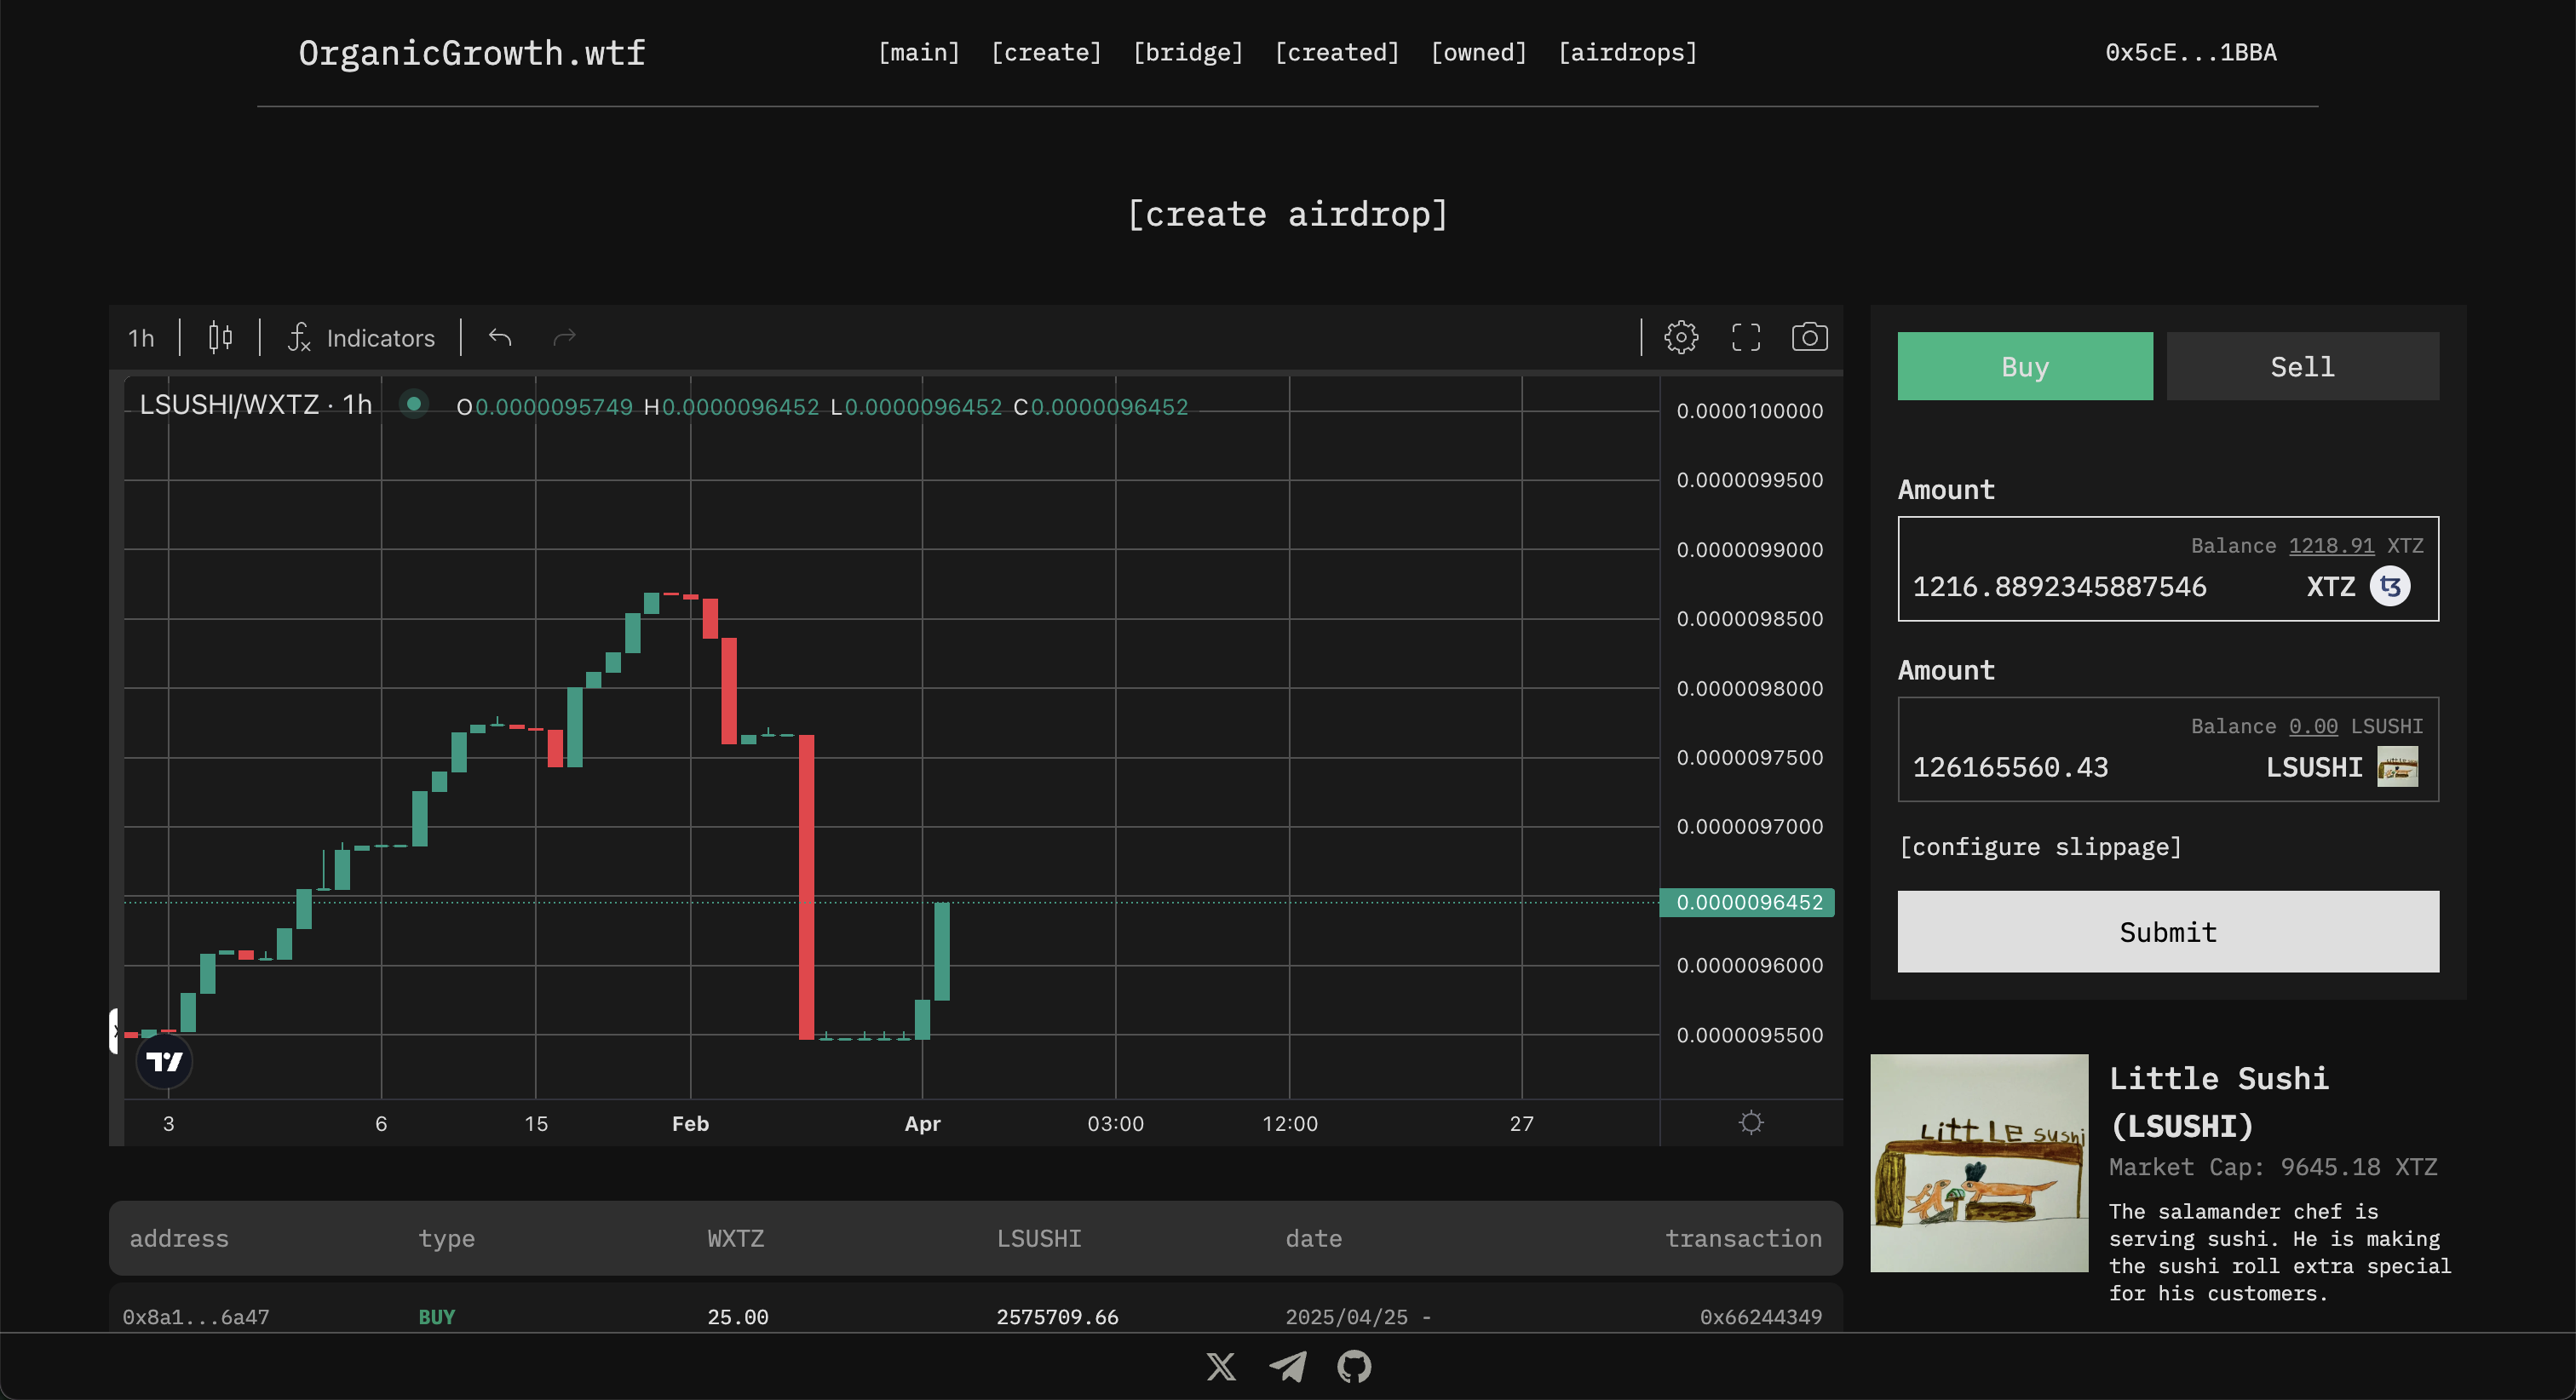 OrganicGrowth.wtf [main] [create] [bridge] [created] [owned] [airdrops] 0x5cE...1BBA
[create airdrop]
1h Indicators
LSUSHI/WXTZ · 1h O0.0000095749 H0.0000096452 L0.0000096452 C0.0000096452
0.0000100000
0.0000099500
0.0000099000
0.0000098500
0.0000098000
0.0000097500
0.0000097000
0.0000096452
0.0000096000
0.0000095500
3 6 15 Feb Apr 03:00 12:00 27
Buy Sell
Amount
Balance 1218.91 XTZ
1216.8892345887546 XTZ
Amount
Balance 0.00 LSUSHI
126165560.43 LSUSHI
[configure slippage]
Submit
LittLE sushi
Little Sushi
(LSUSHI)
Market Cap: 9645.18 XTZ
The salamander chef is
serving sushi. He is making
the sushi roll extra special
for his customers.
address type WXTZ LSUSHI date transaction
0x8a1...6a47 BUY 25.00 2575709.66 2025/04/25 - 0x66244349